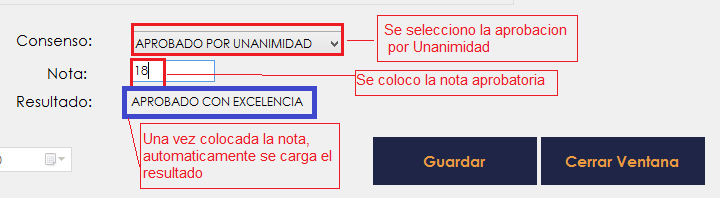 Consenso:
APROBADO POR UNANIMIDAD
Se selecciono la aprobacion
por Unanimidad
Nota:
18
Se coloco la nota aprobatoria
Resultado:
APROBADO CON EXCELENCIA
Una vez colocada la nota,
automaticamente se carga el
resultado
0
Guardar
Cerrar Ventana